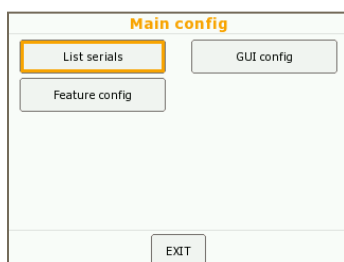 Main config
List serials
GUI config
Feature config
EXIT